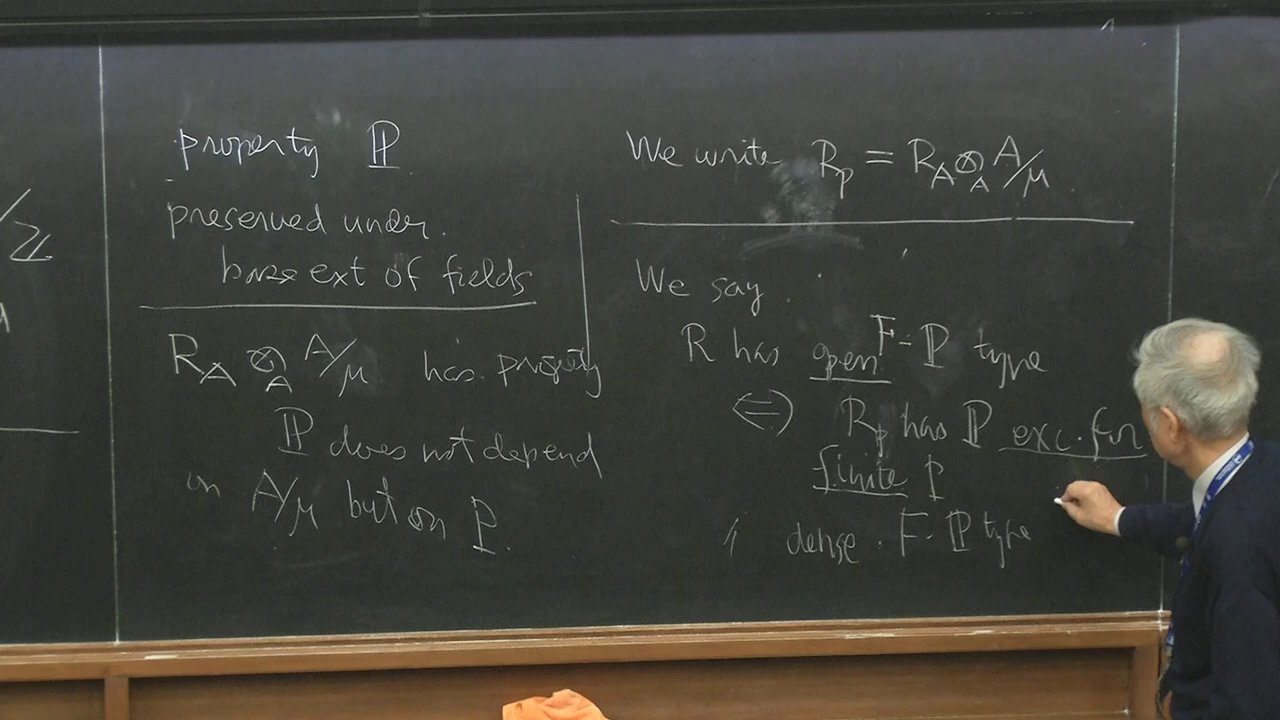 Z
property ℙ
preserved under.
base ext of fields
R_A ⊗_A A/μ has property
ℙ does not depend
on A/μ but on p.
We write R_p = R_A ⊗_A A/μ
We say
R has open F-ℙ type
⟺ R_p has ℙ exc. for
finite p
dense F-ℙ type